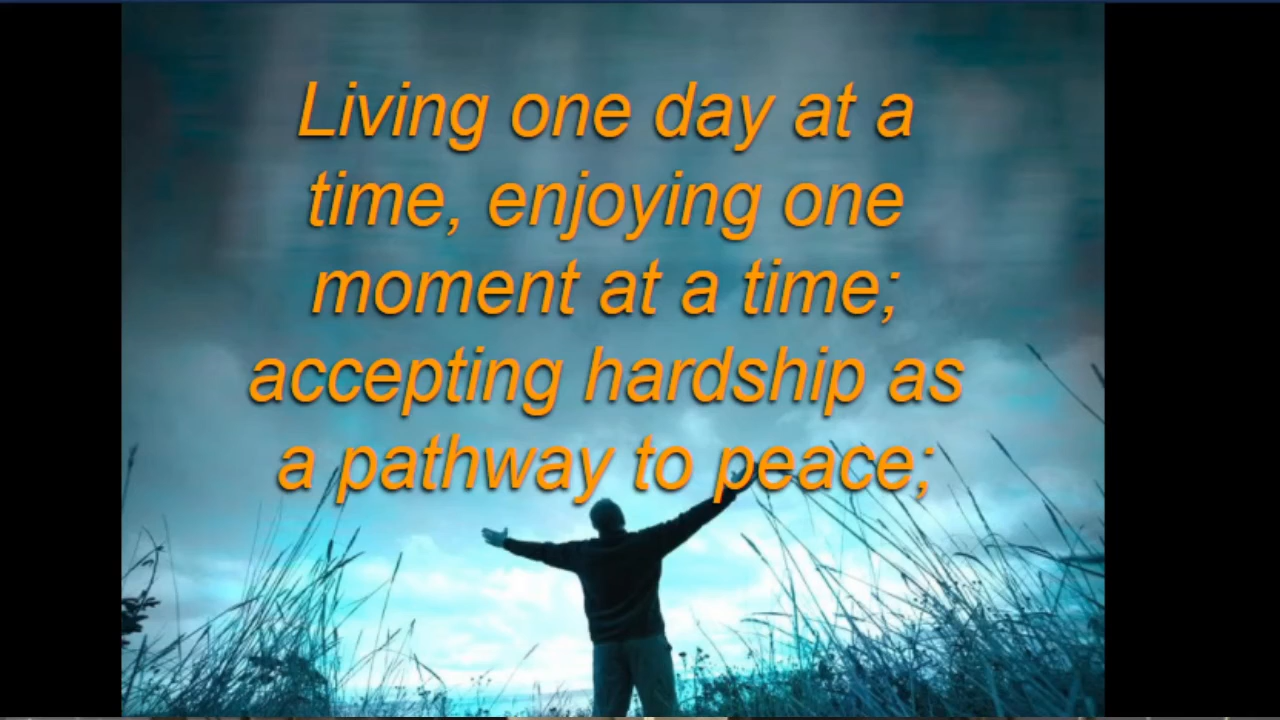 Living one day at a
time, enjoying one
moment at a time;
accepting hardship as
a pathway to peace;